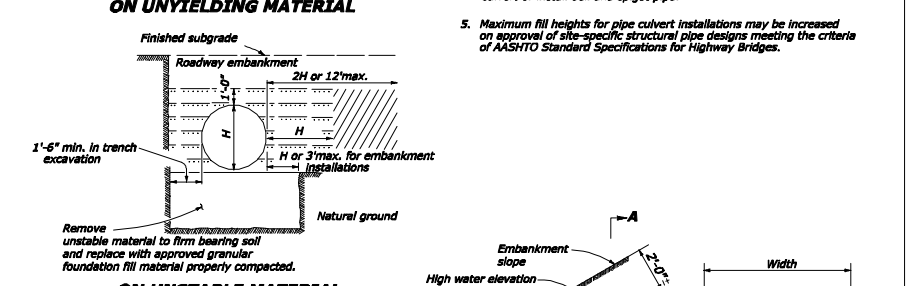 ON UNYIELDING MATERIAL
Finished subgrade
Roadway embankment
2H or 12'max.
1'-0"
H
H
1'-6" min. in trench
excavation
H or 3'max. for embankment
installations
Natural ground
Remove
unstable material to firm bearing soil
and replace with approved granular
foundation fill material properly compacted.
5. Maximum fill heights for pipe culvert installations may be increased
on approval of site-specific structural pipe designs meeting the criteria
of AASHTO Standard Specifications for Highway Bridges.
A
Embankment
slope
2'-0"±
High water elevation
Width
ON UNSTABLE MATERIAL